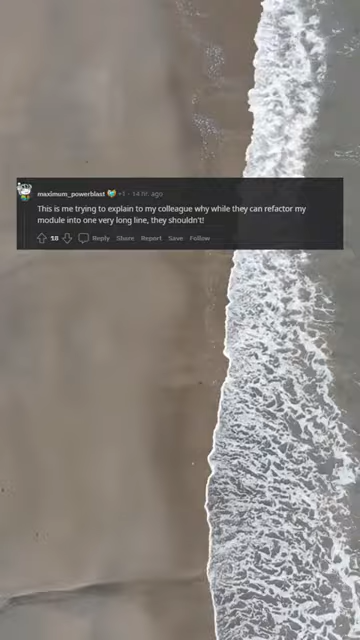 maximum_powerblast +1 · 14 hr. ago
This is me trying to explain to my colleague why while they can refactor my
module into one very long line, they shouldn't!
18 Reply Share Report Save Follow